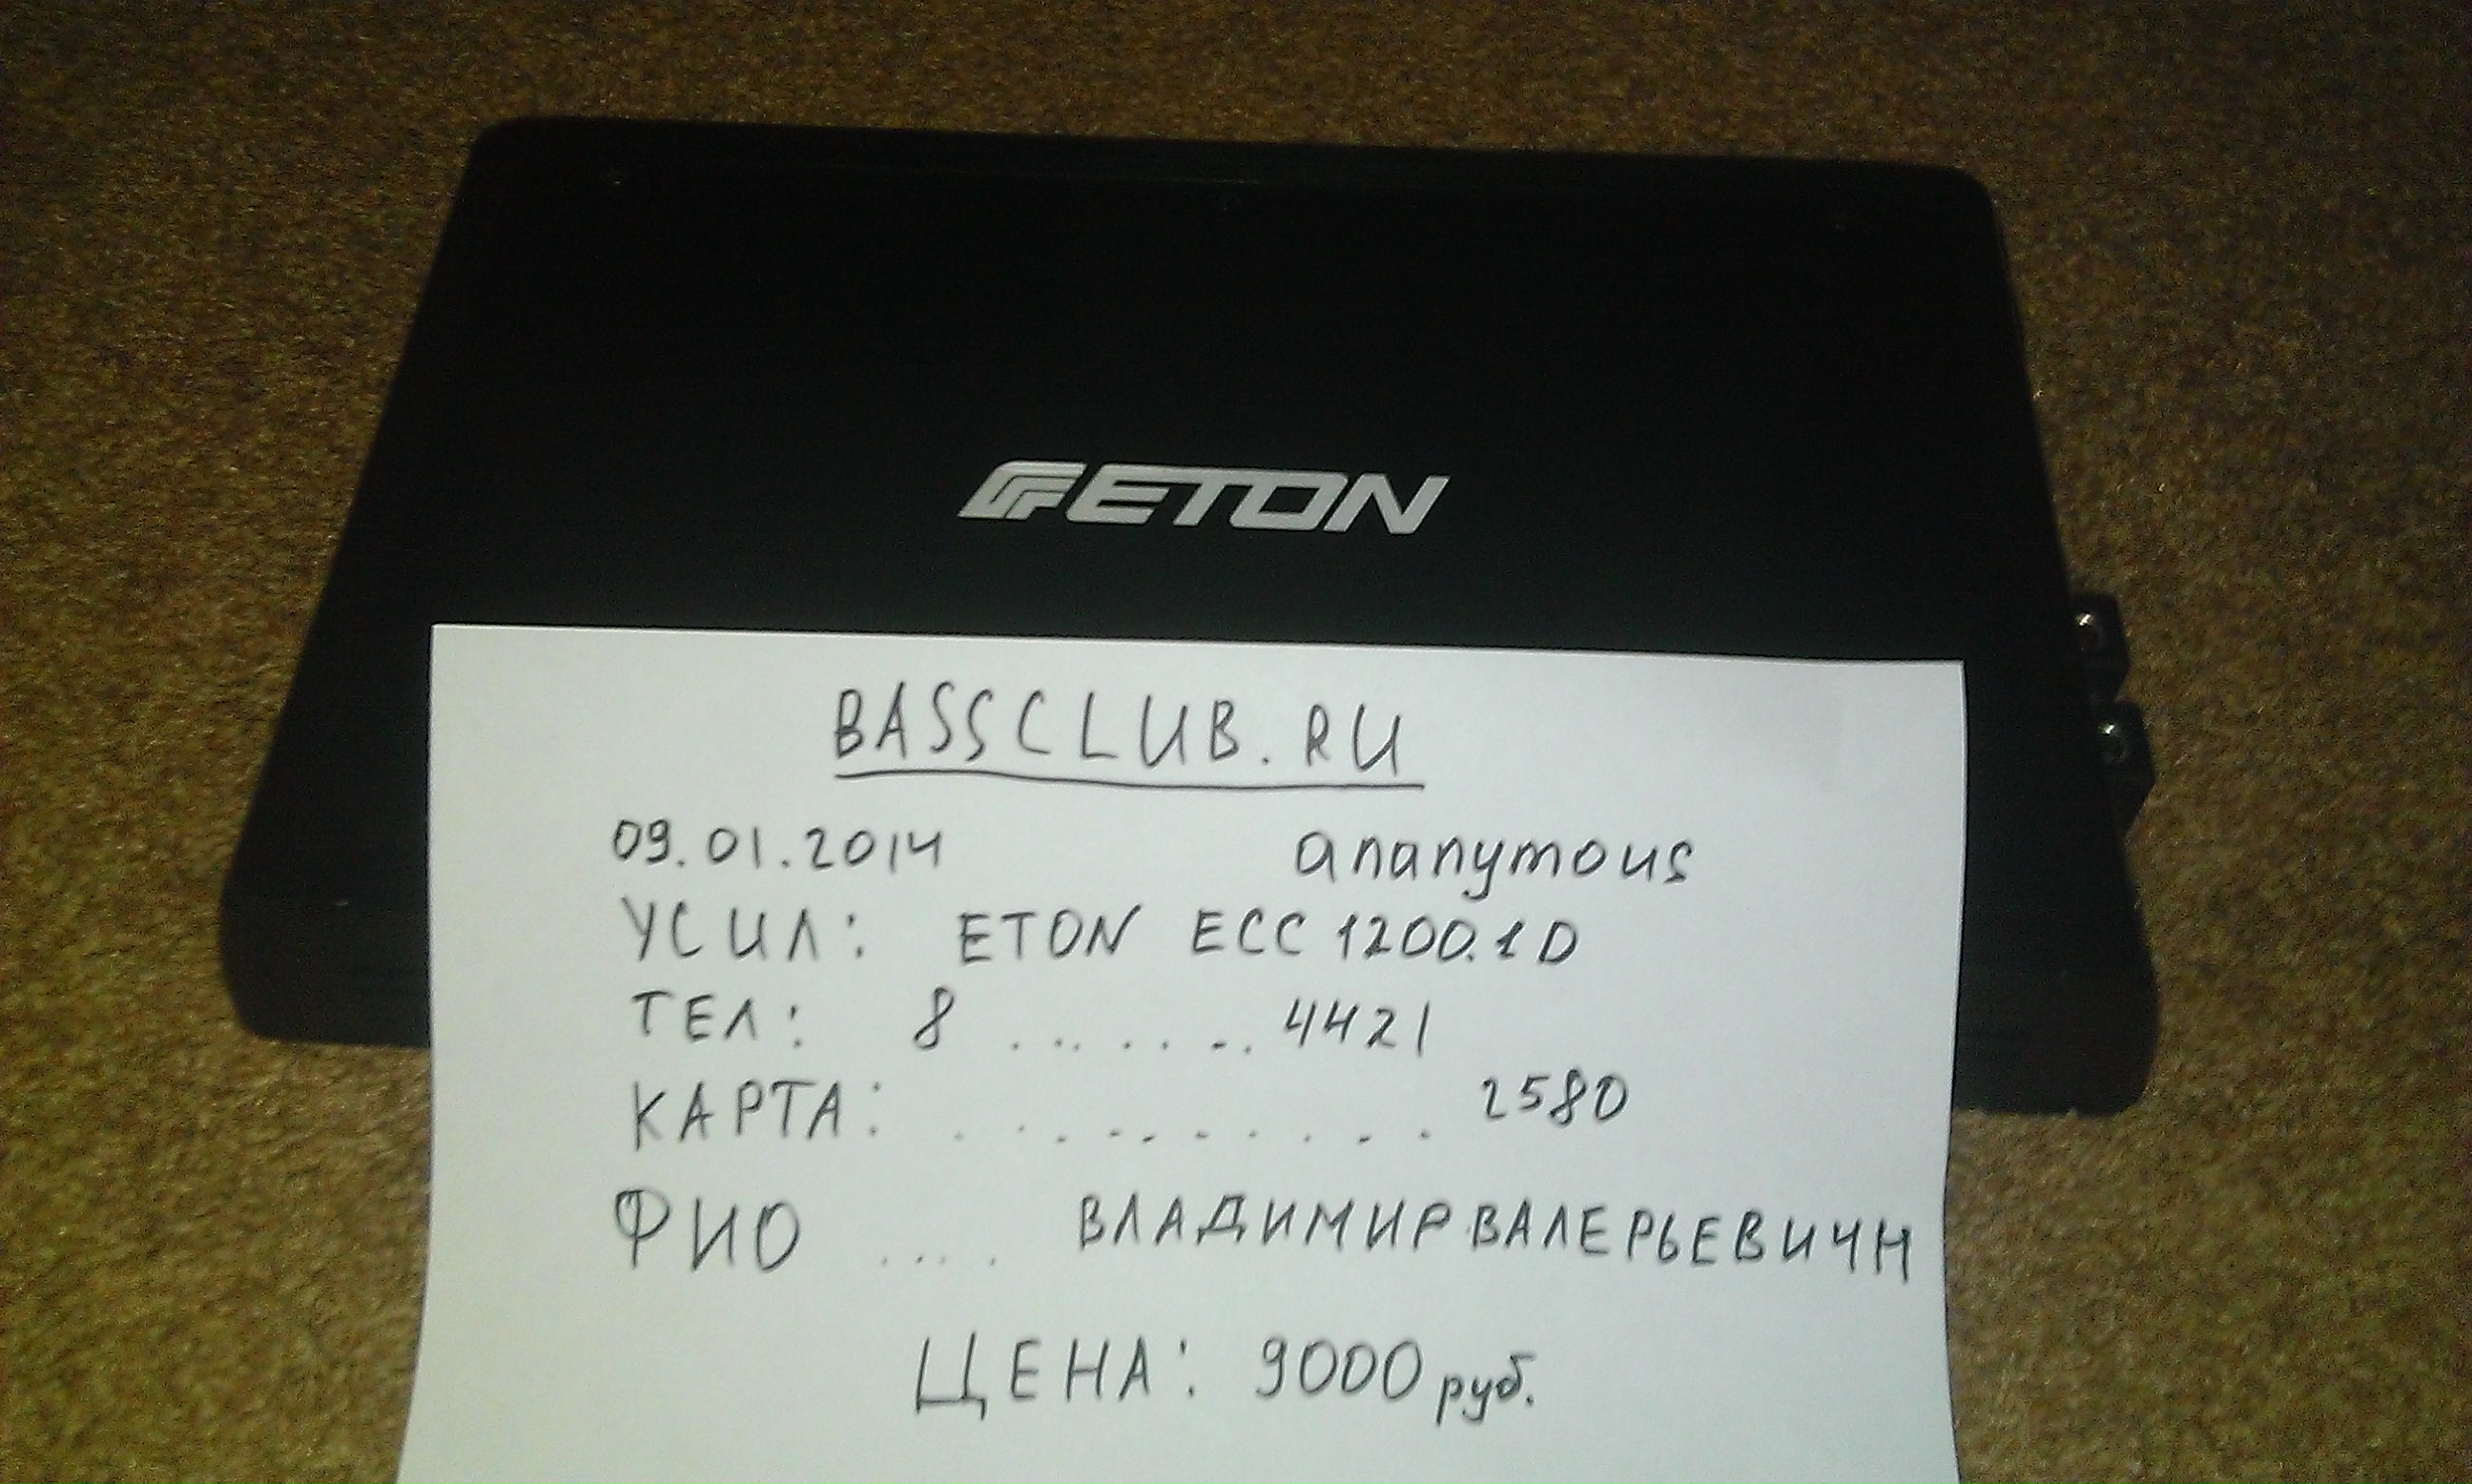 ETON
BASSCLUB.RU
09.01.2014 ananymous
УСИЛ: ETON ECC 1200.1D
ТЕЛ: 8 ......... 4421
КАРТА: ............ 2580
ФИО .... ВЛАДИМИР ВАЛЕРЬЕВИЧ Н
ЦЕНА: 9000 руб.